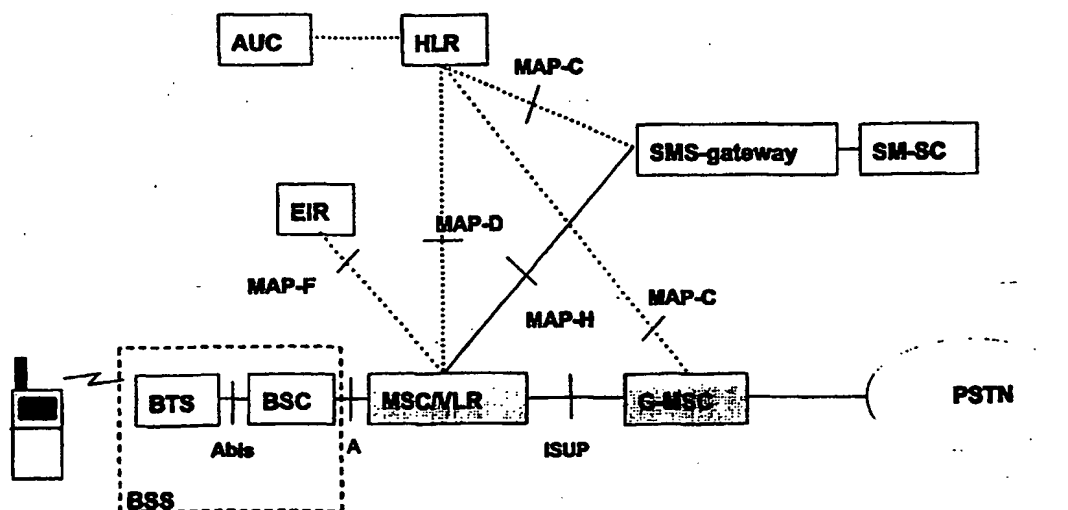 AUC
HLR
MAP-C
SMS-gateway
SM-SC
EIR
MAP-D
MAP-F
MAP-H
MAP-C
BTS
BSC
MSC/VLR
G-MSC
PSTN
Abis
A
ISUP
BSS